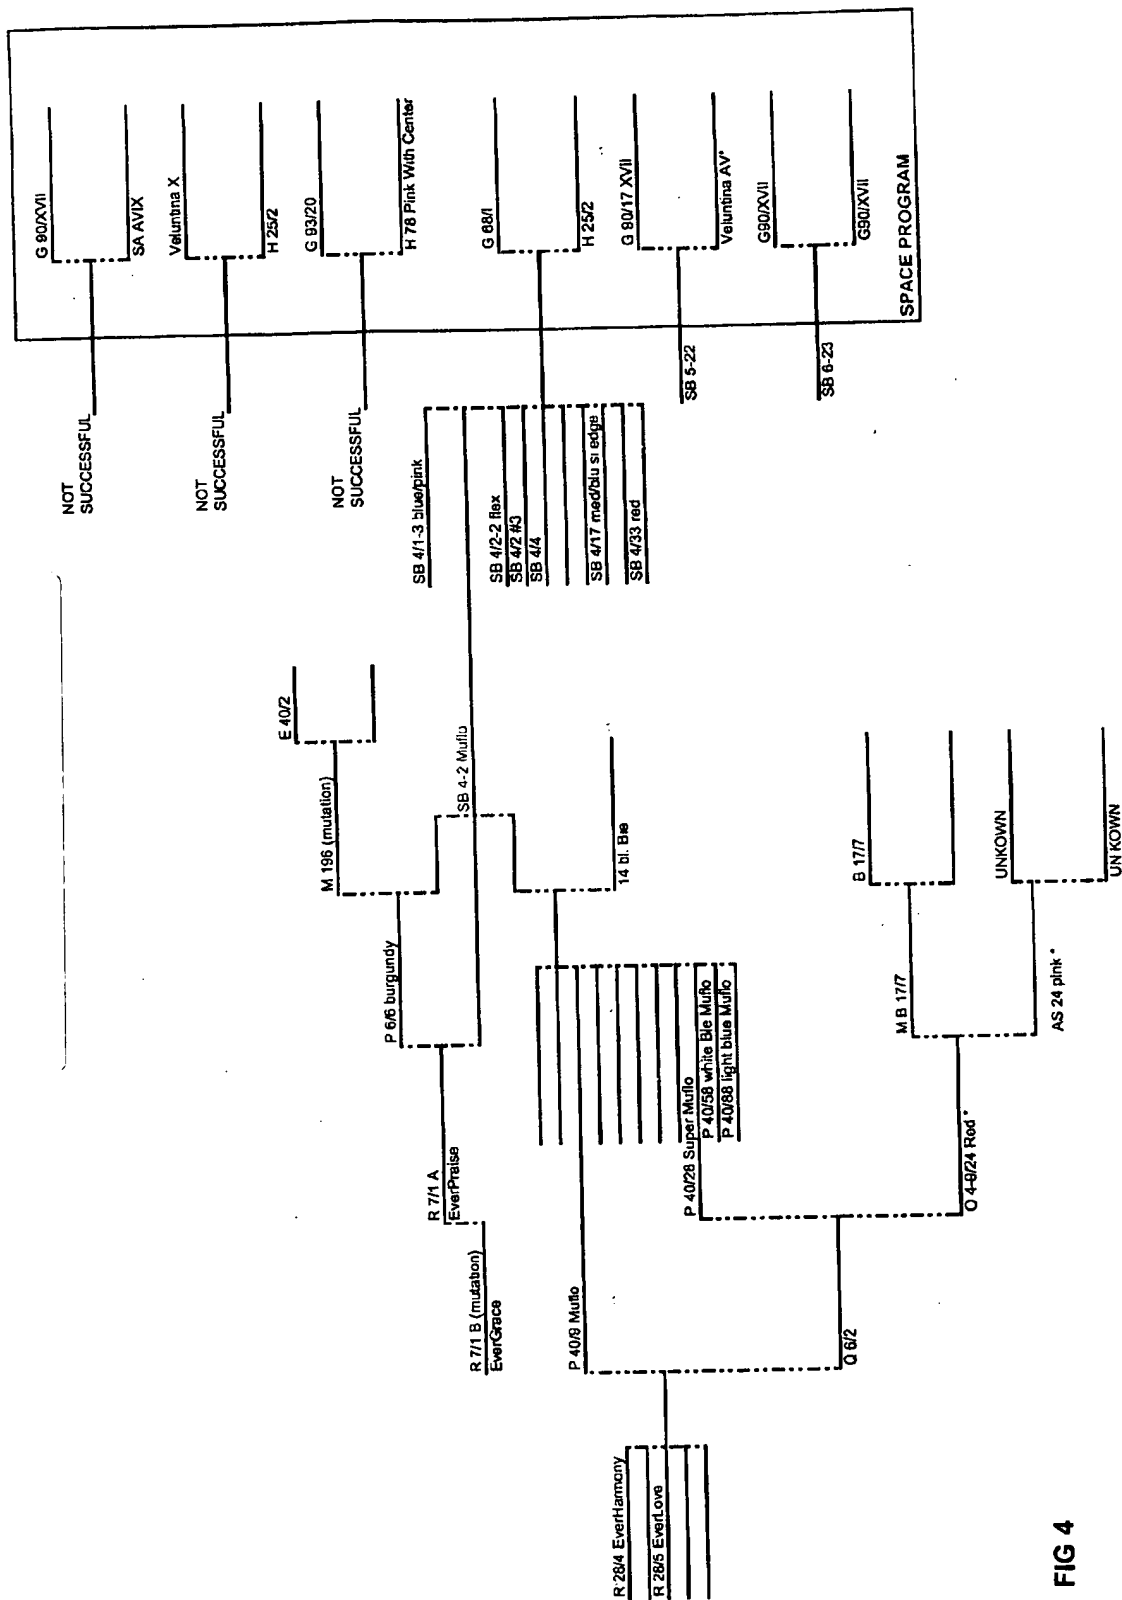 G 90/XVII
SA AVIX
NOT
SUCCESSFUL
Veluntina X
H 25/2
NOT
SUCCESSFUL
G 93/20
H 78 Pink With Center
NOT
SUCCESSFUL
G 68/I
H 25/2
SB 4/1-3 blue/pink
SB 4/2-2 flex
SB 4/2 #3
SB 4/4
SB 4/17 med/blu si edge
SB 4/33 red
G 90/17 XVII
Veluntina AV*
SB 5-22
G90/XVII
G90/XVII
SB 6-23
SPACE PROGRAM
E 40/2
M 196 (mutation)
SB 4-2 Muflo
P 6/6 burgundy
14 bl. Ble
R 7/1 A
EverPraise
R 7/1 B (mutation)
EverGrace
P 40/9 Muflo
P 40/28 Super Muflo
P 40/58 white Ble Muflo
P 40/88 light blue Muflo
B 17/7
M B 17/7
UNKOWN
UN KOWN
AS 24 pink *
O 4-9/24 Red *
Q 6/2
R 28/4 EverHarmony
R 28/5 EverLove
FIG 4